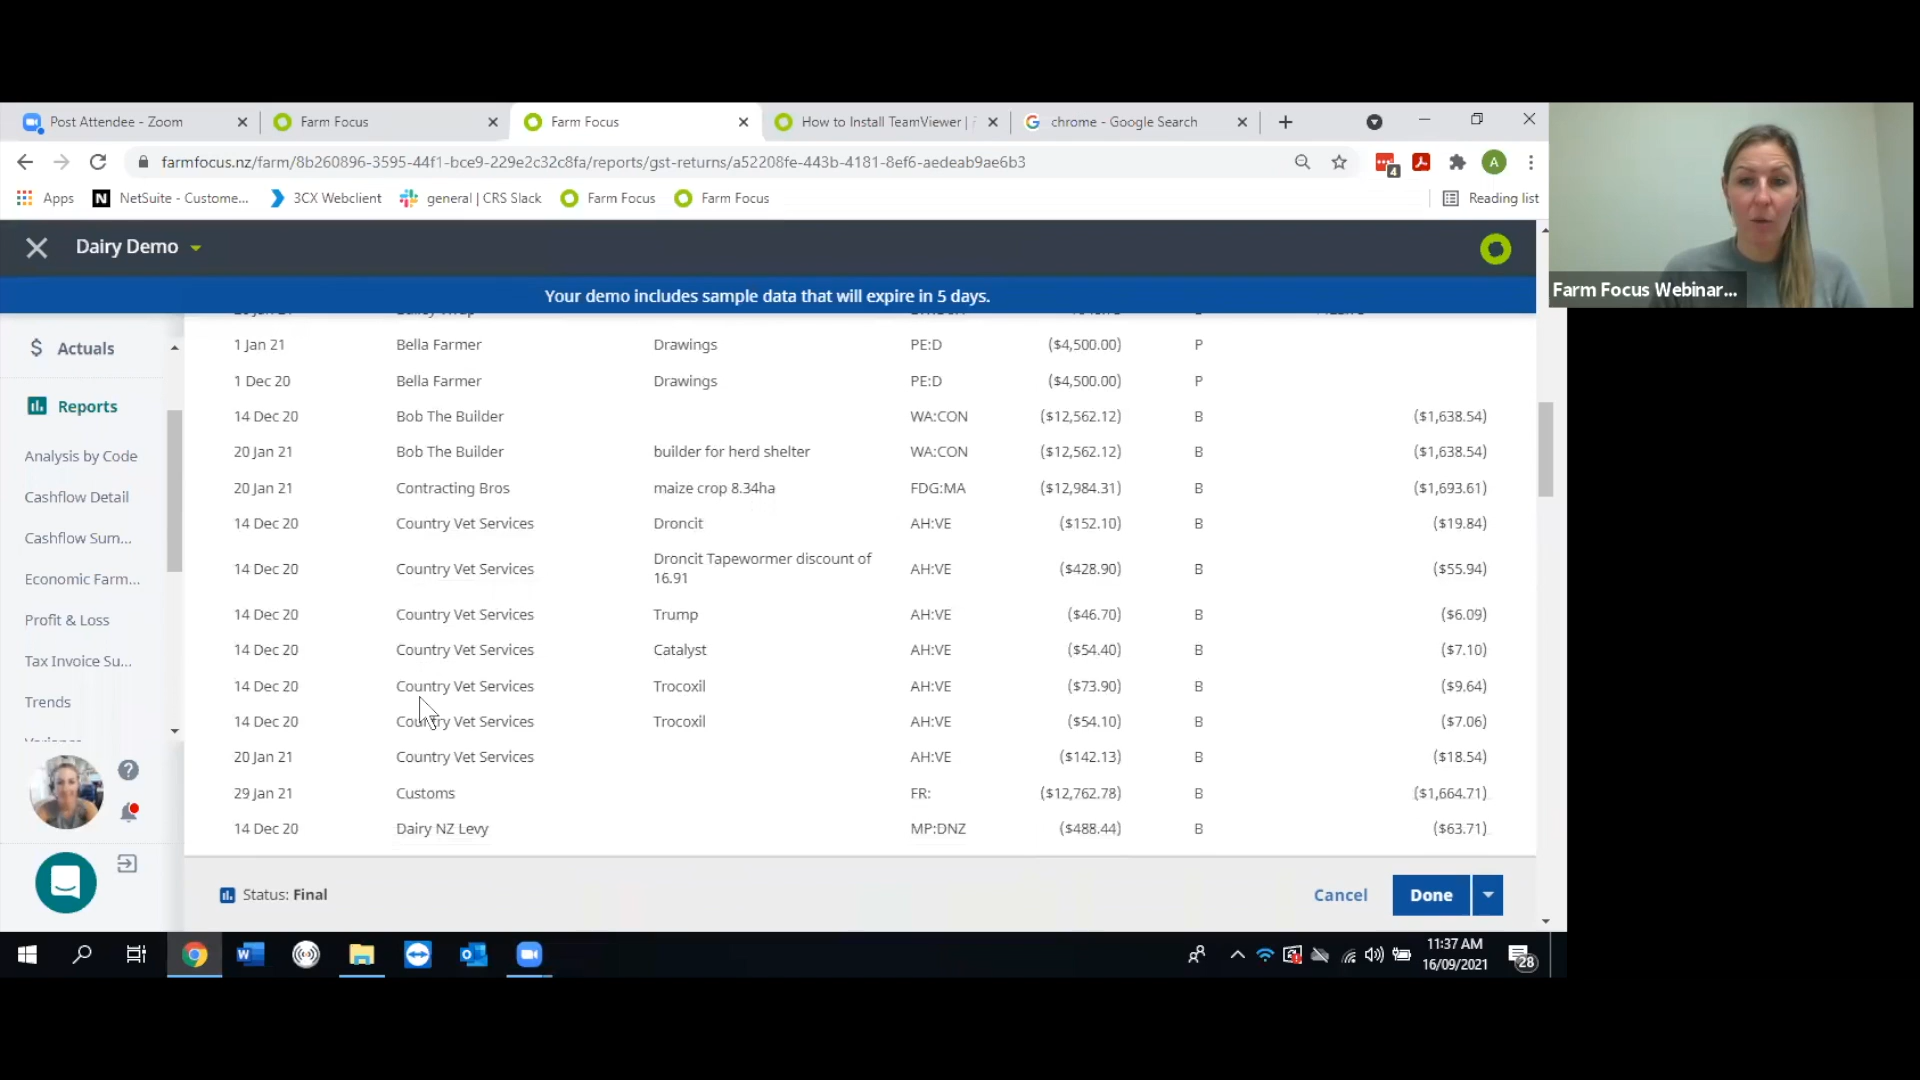 Post Attendee - Zoom
Farm Focus
Farm Focus
How to Install TeamViewer |
chrome - Google Search
farmfocus.nz/farm/8b260896-3595-44f1-bce9-229e2c32c8fa/reports/gst-returns/a52208fe-443b-4181-8ef6-aedeab9ae6b3
4
A
Apps
NetSuite - Custome...
3CX Webclient
general | CRS Slack
Farm Focus
Farm Focus
Reading list
Dairy Demo
Your demo includes sample data that will expire in 5 days.
Farm Focus Webinar...
Actuals
Reports
Analysis by Code
Cashflow Detail
Cashflow Sum...
Economic Farm...
Profit & Loss
Tax Invoice Su...
Trends
1 Jan 21 Bella Farmer Drawings PE:D ($4,500.00) P
1 Dec 20 Bella Farmer Drawings PE:D ($4,500.00) P
14 Dec 20 Bob The Builder WA:CON ($12,562.12) B ($1,638.54)
20 Jan 21 Bob The Builder builder for herd shelter WA:CON ($12,562.12) B ($1,638.54)
20 Jan 21 Contracting Bros maize crop 8.34ha FDG:MA ($12,984.31) B ($1,693.61)
14 Dec 20 Country Vet Services Droncit AH:VE ($152.10) B ($19.84)
14 Dec 20 Country Vet Services Droncit Tapewormer discount of AH:VE ($428.90) B ($55.94)
16.91
14 Dec 20 Country Vet Services Trump AH:VE ($46.70) B ($6.09)
14 Dec 20 Country Vet Services Catalyst AH:VE ($54.40) B ($7.10)
14 Dec 20 Country Vet Services Trocoxil AH:VE ($73.90) B ($9.64)
14 Dec 20 Country Vet Services Trocoxil AH:VE ($54.10) B ($7.06)
20 Jan 21 Country Vet Services AH:VE ($142.13) B ($18.54)
29 Jan 21 Customs FR: ($12,762.78) B ($1,664.71)
14 Dec 20 Dairy NZ Levy MP:DNZ ($488.44) B ($63.71)
Status: Final
Cancel
Done
11:37 AM
16/09/2021
28